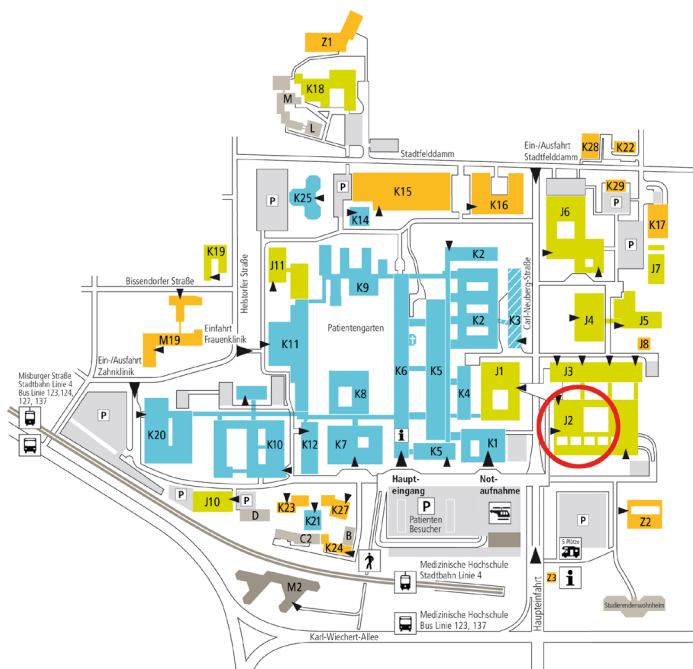 Z1
K18
M
L
Stadtfelddamm
Ein-/Ausfahrt
Stadtfelddamm
K28
K22
P
K25
P
K14
K15
K16
K29
P
J6
K17
P
K19
Helstorfer Straße
J11
K9
K2
Carl-Neuberg-Straße
J7
Bissendorfer Straße
Patientengarten
K2
K3
J4
J5
M19
Einfahrt
Frauenklinik
K11
K6
K5
J8
Ein-/Ausfahrt
Zahnklinik
J3
Misburger Straße
Stadtbahn Linie 4
Bus Linie 123,124,
127, 137
K8
K4
J1
P
J2
K20
K10
K12
K7
i
K5
K1
Haupt-
eingang
Not-
aufnahme
P
J10
P
D
K23
K21
K27
P
Patienten
Besucher
P
Z2
C2
B
K24
5 Plätze
M2
Medizinische Hochschule
Stadtbahn Linie 4
Haupteinfahrt
Z3
i
Studierendenwohnheim
Medizinische Hochschule
Bus Linie 123, 137
Karl-Wiechert-Allee